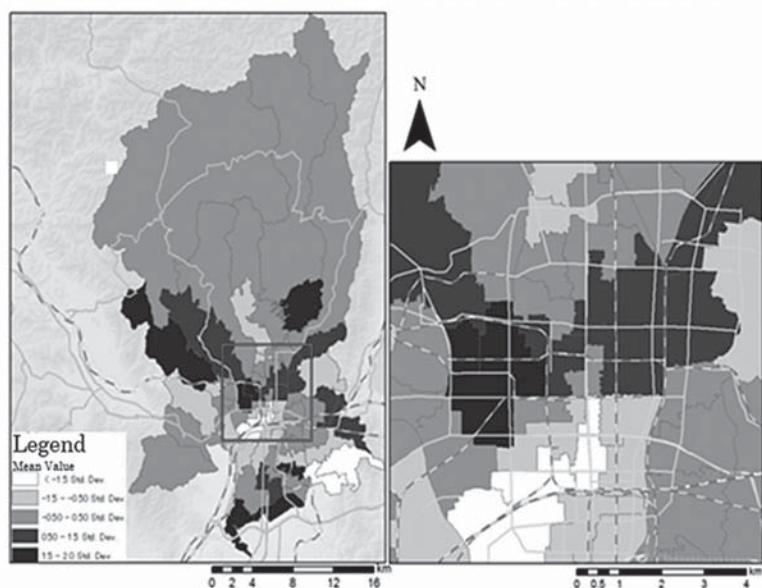 N
Legend
Mean Value
< -1.5 Std. Dev.
-1.5 - -0.50 Std. Dev.
-0.50 - 0.50 Std. Dev.
0.50 - 1.5 Std. Dev.
1.5 - 2.0 Std. Dev.
km
0 2 4 8 12 16
km
0 0.5 1 2 3 4